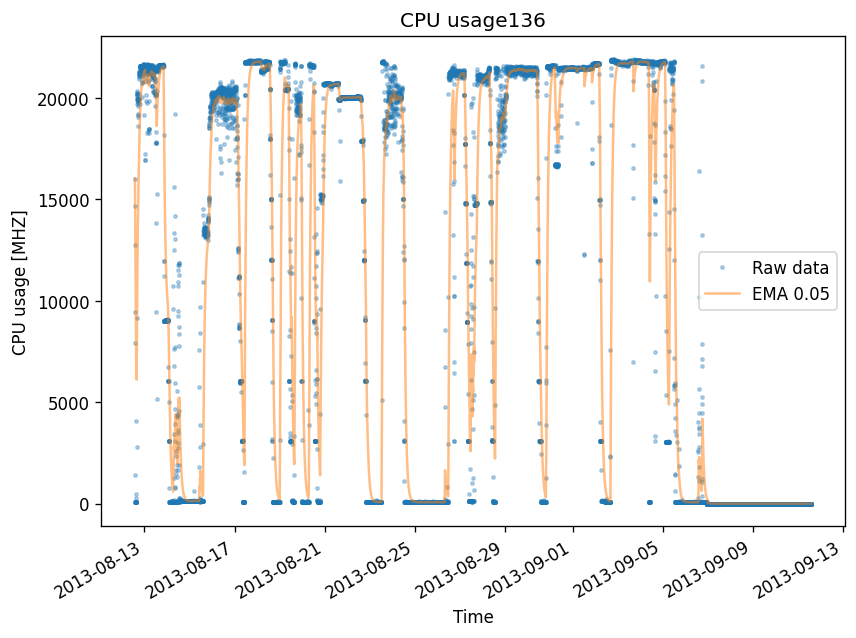 CPU usage136
CPU usage [MHZ]
20000
15000
10000
5000
0
Raw data
EMA 0.05
2013-08-13
2013-08-17
2013-08-21
2013-08-25
2013-08-29
2013-09-01
2013-09-05
2013-09-09
2013-09-13
Time